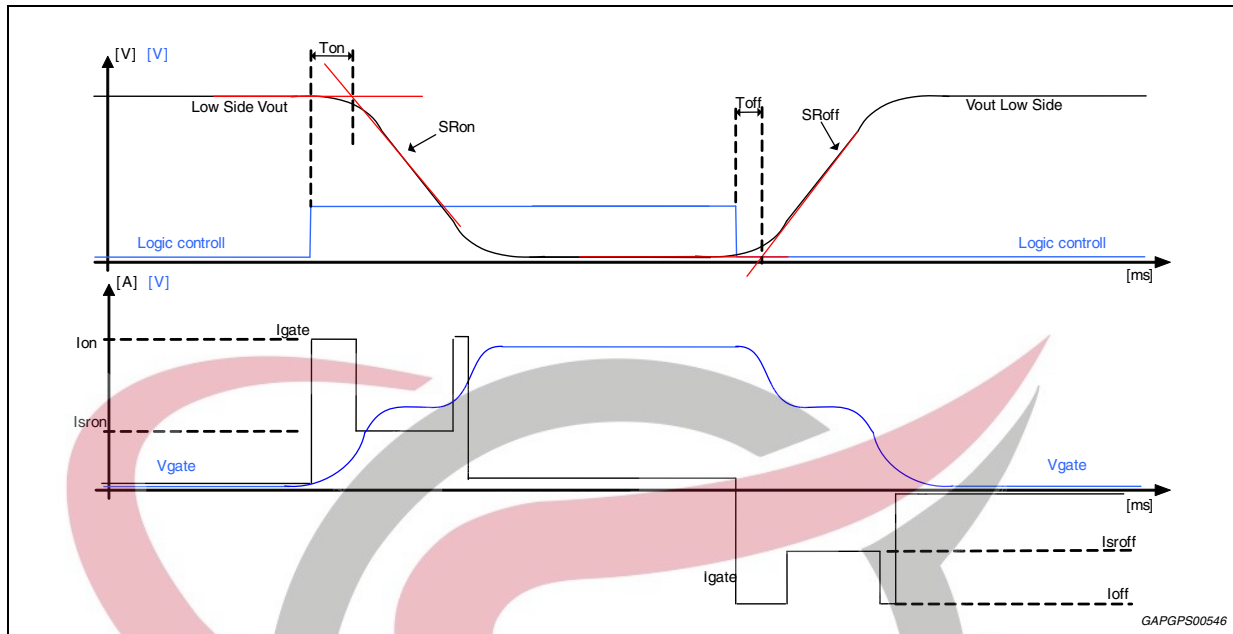 [V] [V]
Ton
Low Side Vout
SRon
Toff
SRoff
Vout Low Side
Logic controll
Logic controll
[ms]
[A] [V]
Ion
Igate
Isron
Vgate
Vgate
[ms]
Isroff
Igate
Ioff
GAPGPS00546